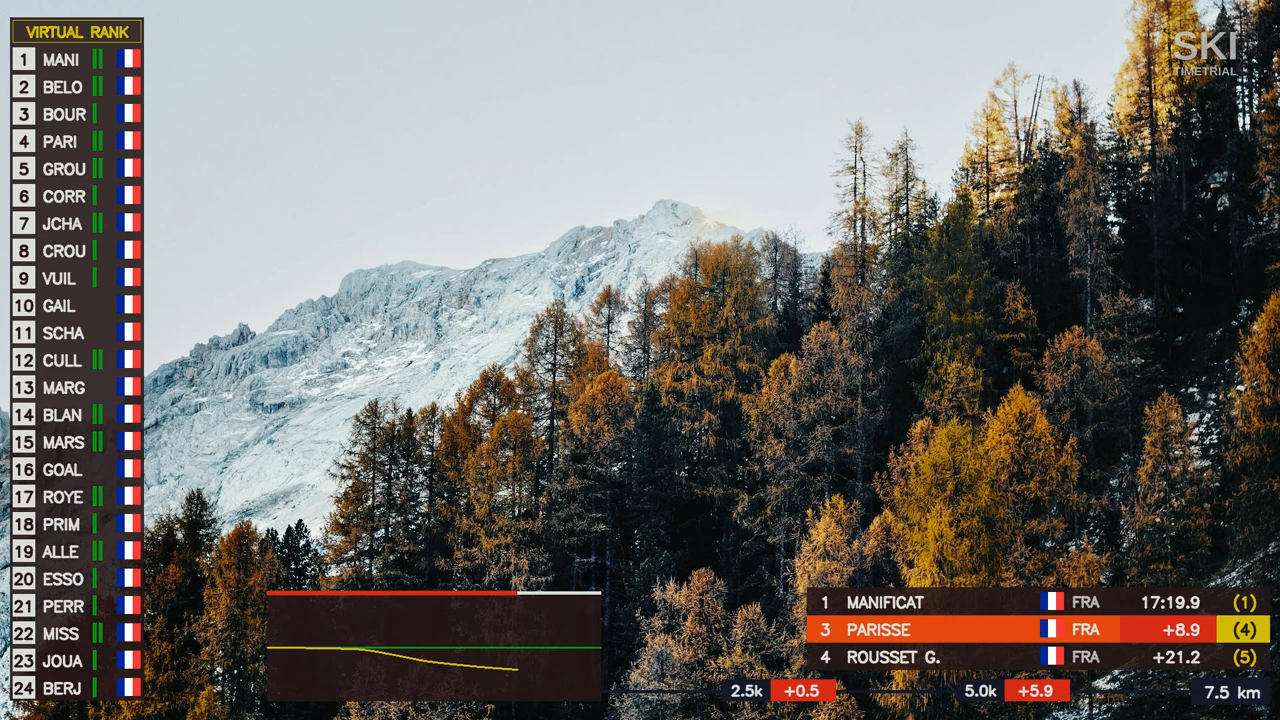 VIRTUAL RANK
1 MANI
2 BELO
3 BOUR
4 PARI
5 GROU
6 CORR
7 JCHA
8 CROU
9 VUIL
10 GAIL
11 SCHA
12 CULL
13 MARG
14 BLAN
15 MARS
16 GOAL
17 ROYE
18 PRIM
19 ALLE
20 ESSO
21 PERR
22 MISS
23 JOUA
24 BERJ
SKI
TIMETRIAL
1 MANIFICAT FRA 17:19.9 (1)
3 PARISSE FRA +8.9 (4)
4 ROUSSET G. FRA +21.2 (5)
2.5k +0.5 5.0k +5.9 7.5 km